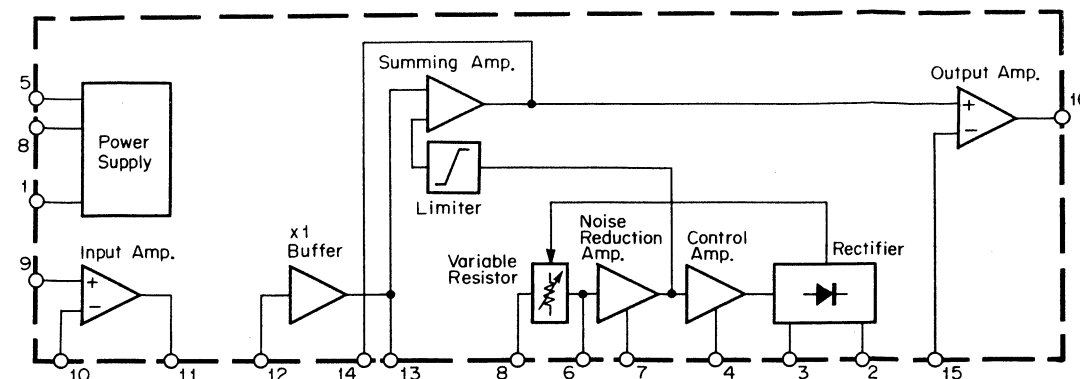 Summing Amp.
Output Amp.
5
+
16
−
8
Power
Supply
Limiter
1
x1
Buffer
Noise
Reduction
Amp.
Control
Amp.
Rectifier
Input Amp.
Variable
Resistor
9
+
−
10
11
12
14
13
8
6
7
4
3
2
15